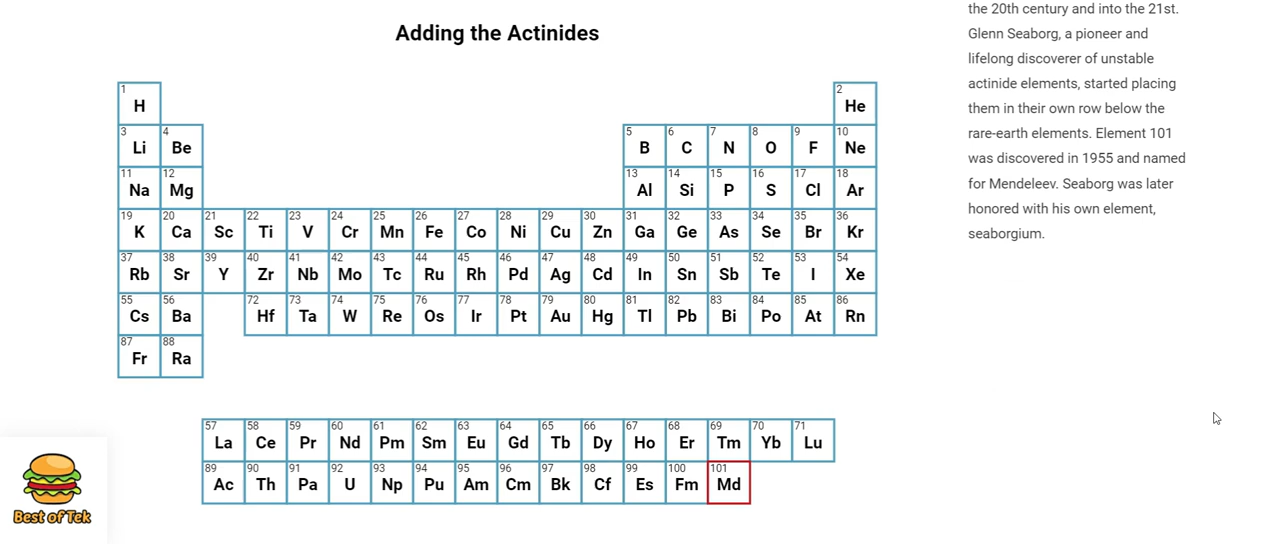 Adding the Actinides
1 2
H He
3 4 5 6 7 8 9 10
Li Be B C N O F Ne
11 12 13 14 15 16 17 18
Na Mg Al Si P S Cl Ar
19 20 21 22 23 24 25 26 27 28 29 30 31 32 33 34 35 36
K Ca Sc Ti V Cr Mn Fe Co Ni Cu Zn Ga Ge As Se Br Kr
37 38 39 40 41 42 43 44 45 46 47 48 49 50 51 52 53 54
Rb Sr Y Zr Nb Mo Tc Ru Rh Pd Ag Cd In Sn Sb Te I Xe
55 56 72 73 74 75 76 77 78 79 80 81 82 83 84 85 86
Cs Ba Hf Ta W Re Os Ir Pt Au Hg Tl Pb Bi Po At Rn
87 88
Fr Ra
57 58 59 60 61 62 63 64 65 66 67 68 69 70 71
La Ce Pr Nd Pm Sm Eu Gd Tb Dy Ho Er Tm Yb Lu
89 90 91 92 93 94 95 96 97 98 99 100 101
Ac Th Pa U Np Pu Am Cm Bk Cf Es Fm Md
the 20th century and into the 21st.
Glenn Seaborg, a pioneer and
lifelong discoverer of unstable
actinide elements, started placing
them in their own row below the
rare-earth elements. Element 101
was discovered in 1955 and named
for Mendeleev. Seaborg was later
honored with his own element,
seaborgium.
Best of Tek